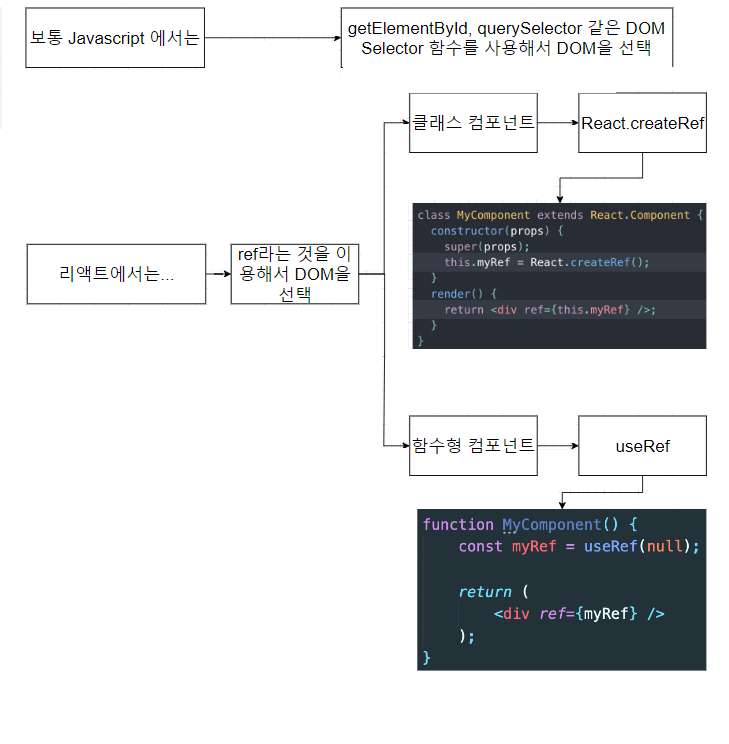 보통 Javascript 에서는
getElementById, querySelector 같은 DOM
Selector 함수를 사용해서 DOM을 선택
리액트에서는...
ref라는 것을 이
용해서 DOM을
선택
클래스 컴포넌트
React.createRef
class MyComponent extends React.Component {
constructor(props) {
super(props);
this.myRef = React.createRef();
}
render() {
return <div ref={this.myRef} />;
}
}
함수형 컴포넌트
useRef
function MyComponent() {
const myRef = useRef(null);
return (
<div ref={myRef} />
);
}